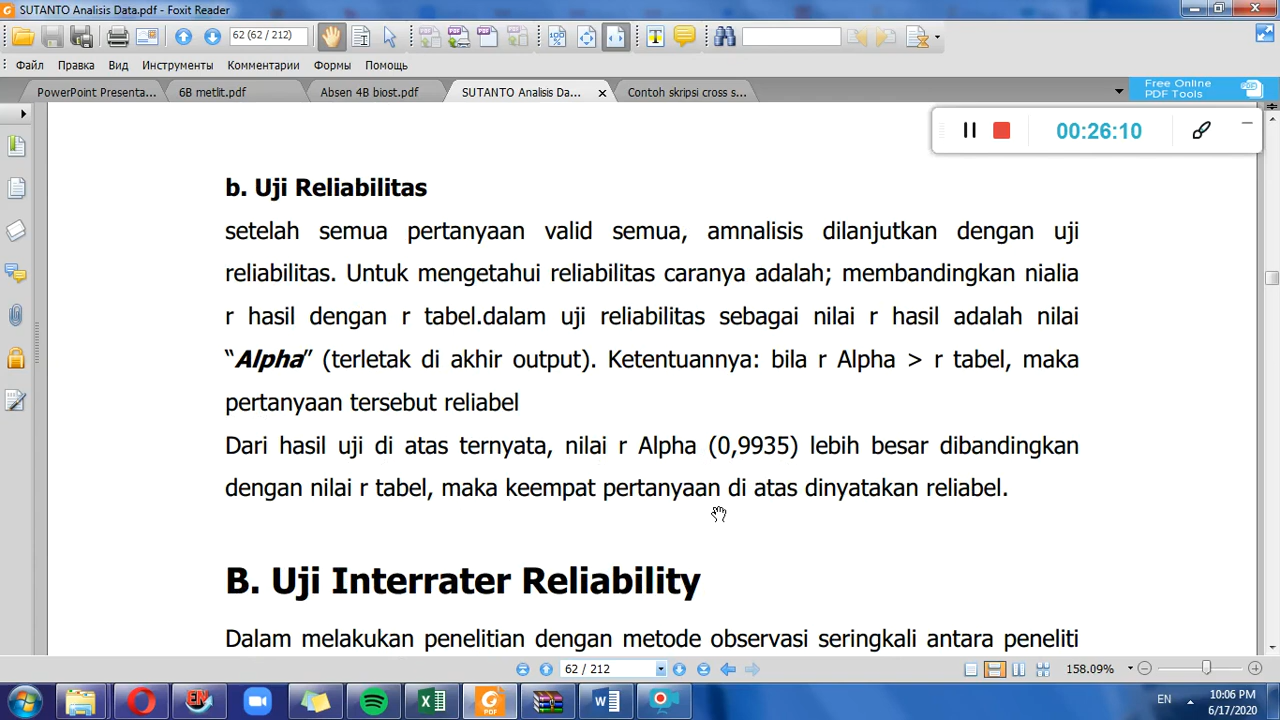 SUTANTO Analisis Data.pdf - Foxit Reader
62 (62 / 212)
Файл Правка Вид Инструменты Комментарии Формы Помощь
PowerPoint Presenta... 6B metlit.pdf Absen 4B biost.pdf SUTANTO Analisis Da... Contoh skripsi cross s...
Free Online
PDF Tools
00:26:10
b. Uji Reliabilitas
setelah semua pertanyaan valid semua, amnalisis dilanjutkan dengan uji
reliabilitas. Untuk mengetahui reliabilitas caranya adalah; membandingkan nialia
r hasil dengan r tabel.dalam uji reliabilitas sebagai nilai r hasil adalah nilai
“Alpha” (terletak di akhir output). Ketentuannya: bila r Alpha > r tabel, maka
pertanyaan tersebut reliabel
Dari hasil uji di atas ternyata, nilai r Alpha (0,9935) lebih besar dibandingkan
dengan nilai r tabel, maka keempat pertanyaan di atas dinyatakan reliabel.
B. Uji Interrater Reliability
Dalam melakukan penelitian dengan metode observasi seringkali antara peneliti
62 / 212
158.09%
EN
10:06 PM
6/17/2020